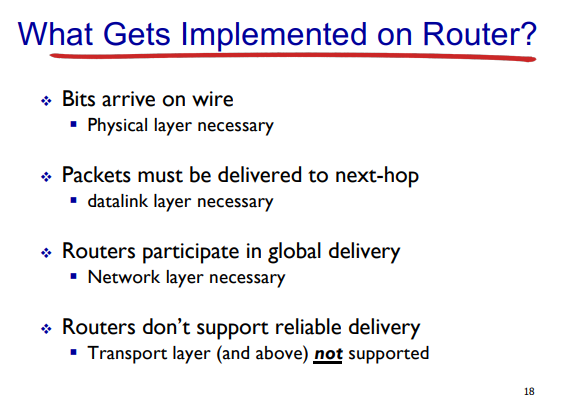 What Gets Implemented on Router?
Bits arrive on wire
Physical layer necessary
Packets must be delivered to next-hop
datalink layer necessary
Routers participate in global delivery
Network layer necessary
Routers don't support reliable delivery
Transport layer (and above) not supported
18